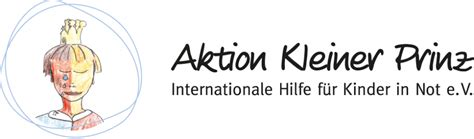 Aktion Kleiner Prinz
Internationale Hilfe für Kinder in Not e.V.